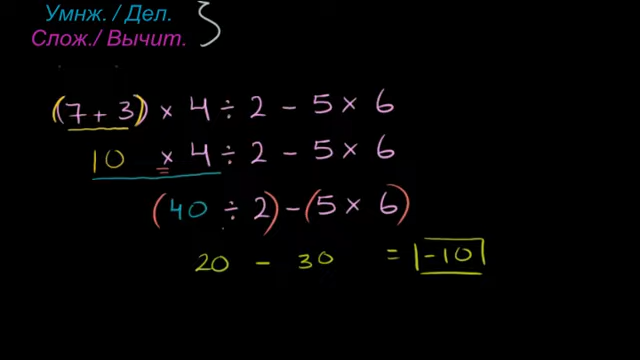 Умнж. / Дел.
Слож./ Вычит.
(7 + 3) × 4 ÷ 2 - 5 × 6
10 × 4 ÷ 2 - 5 × 6
(40 ÷ 2) - (5 × 6)
20 - 30 = -10